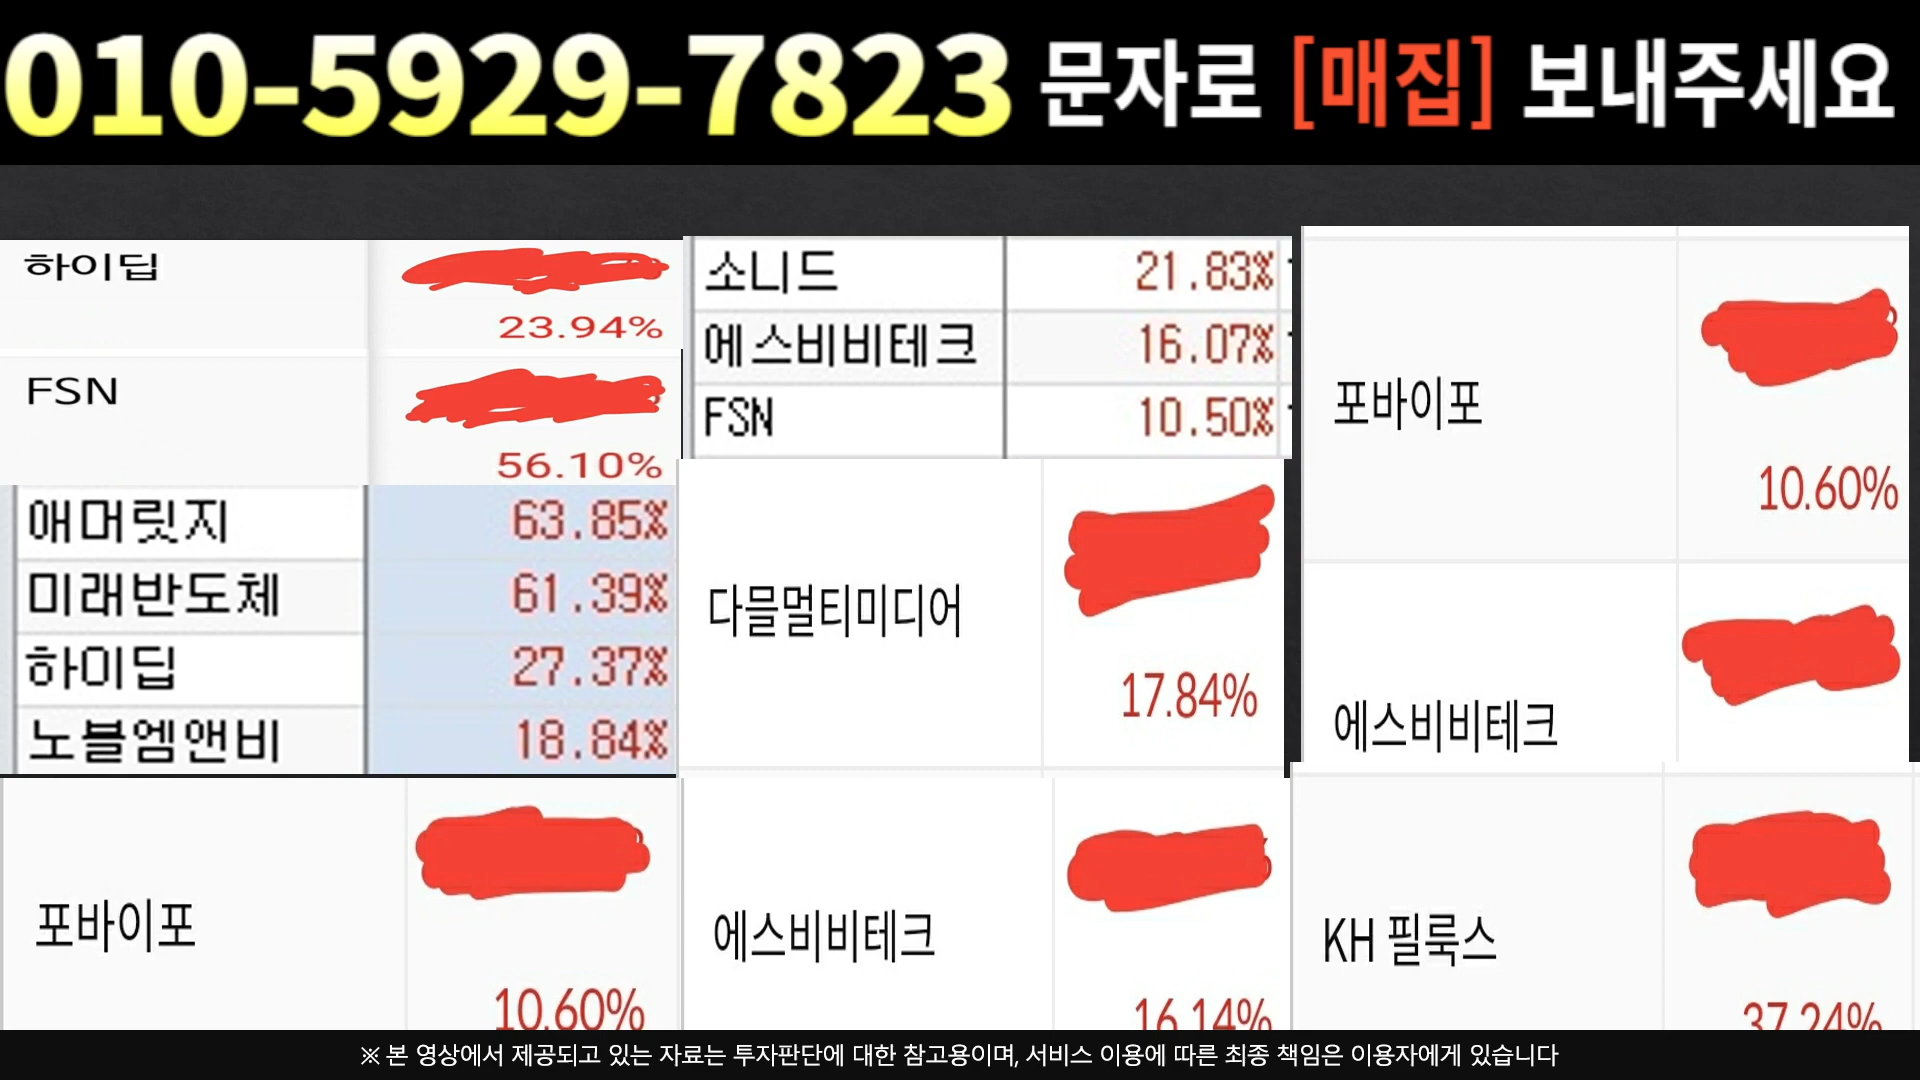 010-5929-7823 문자로 [매집] 보내주세요
하이딥
23.94%
FSN
56.10%
애머릿지 63.85%
미래반도체 61.39%
하이딥 27.37%
노블엠앤비 18.84%
소니드 21.83%
에스비비테크 16.07%
FSN 10.50%
다믈멀티미디어
17.84%
포바이포
10.60%
에스비비테크
포바이포
10.60%
에스비비테크
16.14%
KH 필룩스
37.24%
※ 본 영상에서 제공되고 있는 자료는 투자판단에 대한 참고용이며, 서비스 이용에 따른 최종 책임은 이용자에게 있습니다